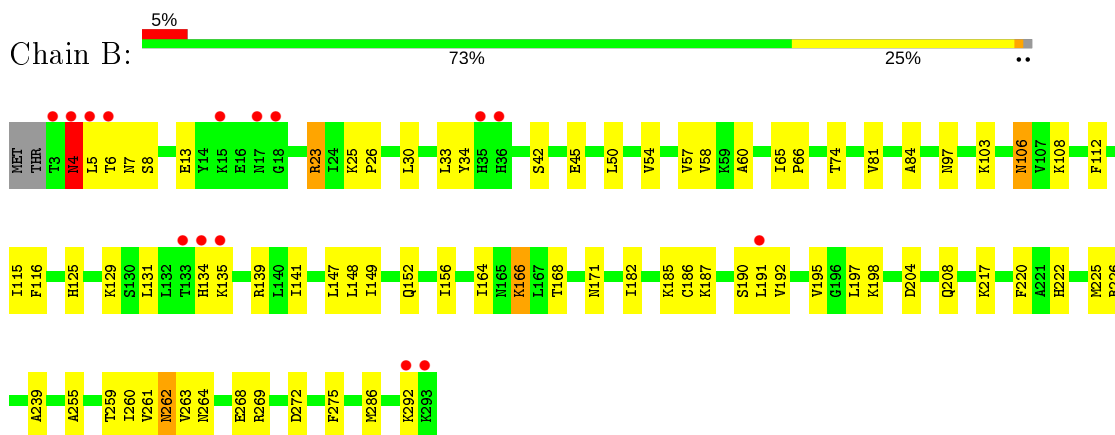 5%
Chain B:
73% 25% ••
MET THR T3 N4 L5 T6 N7 S8 E13 Y14 K15 E16 N17 G18 R23 I24 K25 P26 L30 L33 Y34 H35 H36 S42 E45 L50 V54 V57 V58 K59 A60 I65 P66 T74 V81 A84 N97 K103 N106 V107 K108 F112
I115 F116 H125 K129 S130 L131 L132 T133 H134 K135 R139 L140 I141 L147 L148 I149 Q152 I156 I164 N165 K166 L167 T168 N171 I182 K185 C186 K187 S190 L191 V192 V195 G196 L197 K198 D204 Q208 K217 F220 A221 H222 M225 P226
A239 A255 T259 I260 V261 N262 V263 N264 E268 R269 D272 F275 M286 K292 K293